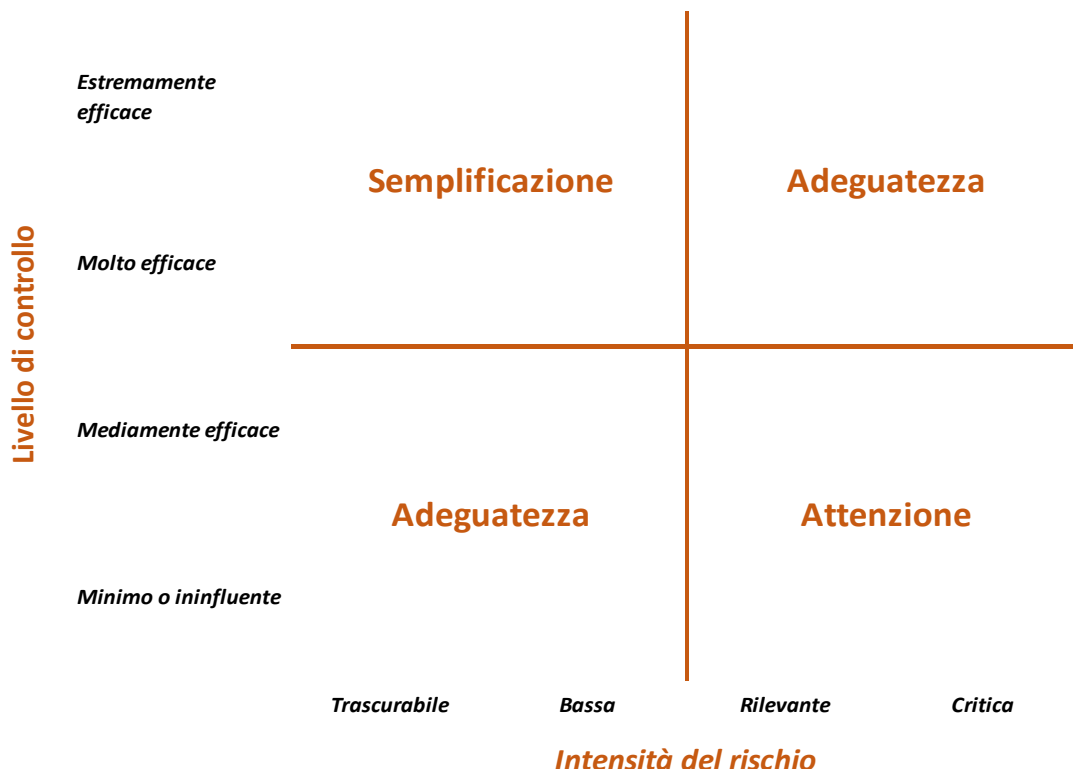 Estremamente
efficace
Semplificazione
Adeguatezza
Livello di controllo
Molto efficace
Mediamente efficace
Adeguatezza
Attenzione
Minimo o ininfluente
Trascurabile
Bassa
Rilevante
Critica
Intensità del rischio